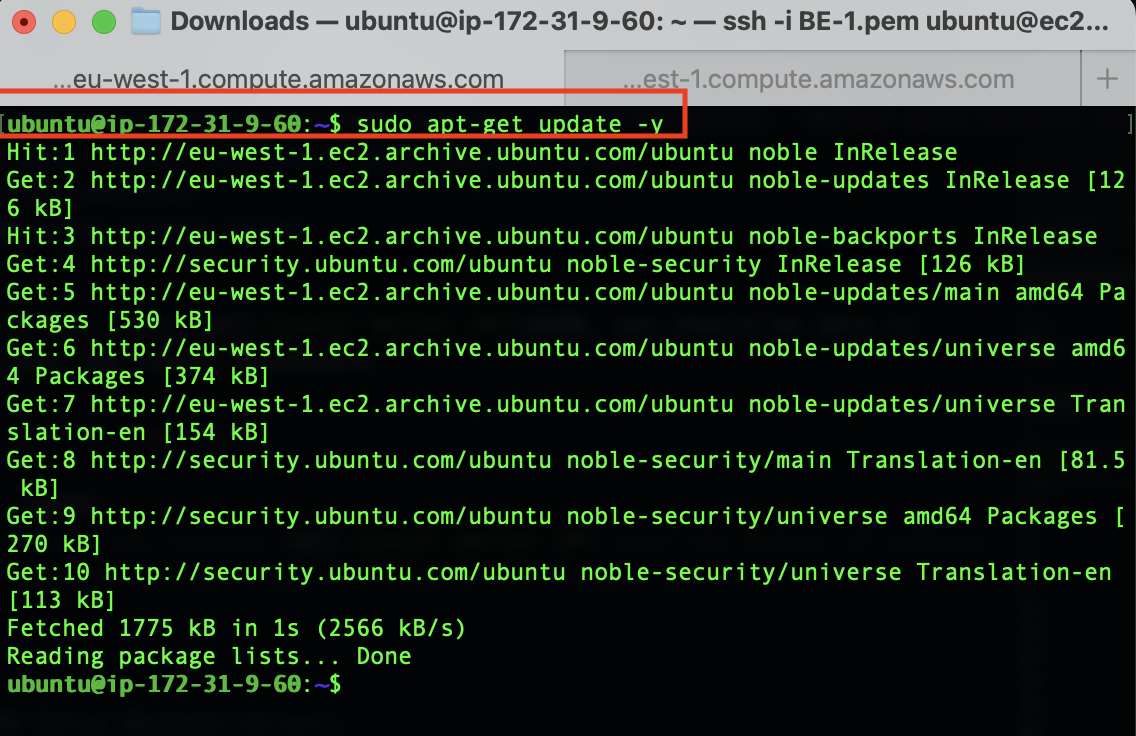 Downloads — ubuntu@ip-172-31-9-60: ~ — ssh -i BE-1.pem ubuntu@ec2...
...eu-west-1.compute.amazonaws.com
...est-1.compute.amazonaws.com
+
[ubuntu@ip-172-31-9-60:~$ sudo apt-get update -y ]
Hit:1 http://eu-west-1.ec2.archive.ubuntu.com/ubuntu noble InRelease
Get:2 http://eu-west-1.ec2.archive.ubuntu.com/ubuntu noble-updates InRelease [12
6 kB]
Hit:3 http://eu-west-1.ec2.archive.ubuntu.com/ubuntu noble-backports InRelease
Get:4 http://security.ubuntu.com/ubuntu noble-security InRelease [126 kB]
Get:5 http://eu-west-1.ec2.archive.ubuntu.com/ubuntu noble-updates/main amd64 Pa
ckages [530 kB]
Get:6 http://eu-west-1.ec2.archive.ubuntu.com/ubuntu noble-updates/universe amd6
4 Packages [374 kB]
Get:7 http://eu-west-1.ec2.archive.ubuntu.com/ubuntu noble-updates/universe Tran
slation-en [154 kB]
Get:8 http://security.ubuntu.com/ubuntu noble-security/main Translation-en [81.5
 kB]
Get:9 http://security.ubuntu.com/ubuntu noble-security/universe amd64 Packages [
270 kB]
Get:10 http://security.ubuntu.com/ubuntu noble-security/universe Translation-en
[113 kB]
Fetched 1775 kB in 1s (2566 kB/s)
Reading package lists... Done
ubuntu@ip-172-31-9-60:~$